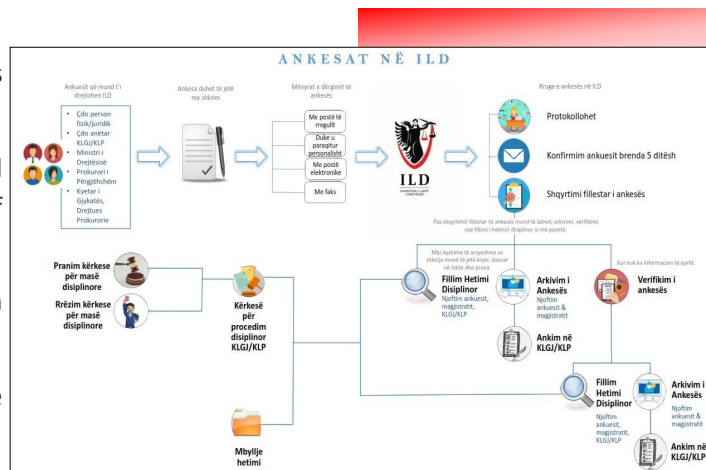 ANKESAT NË ILD
Ankuesit që mund t'i
drejtohen ILD
• Çdo person
fizik/juridik
• Çdo anëtar
KLGJ/KLP
• Ministri i
Drejtësisë
• Prokurori i
Përgjithshëm
• Kyetar i
Gjykatës,
Drejtues
Prokurorie
Ankesa duhet të jetë
me shkrim
Mënyrat e dërgimit të
ankesës
Me postë të
rregullt
Duke u
paraqitur
personalisht
Me postë
elektronike
Me faks
ILD
Rruga e ankesës në ILD
Protokollohet
Konfirmim ankuesit brenda 5 ditësh
Shqyrtimi fillestar i ankesës
Pas shqyrtimit fillestar të ankesës mund të bëhet, arkivimi, verifikimi
ose fillimi i hetimit disiplinor si më poshtë:
Mbi dyshime të arsyeshme se
shkelja mund të jetë kryer, bazuar
në fakte dhe prova.
Kur nuk ka informacion të qartë.
Fillim Hetimi
Disiplinor
Njoftim ankuesit,
magjistratit,
KLGJ/KLP
Arkivim i
Ankesës
Njoftim
ankuesit &
magjistratit
Ankim në
KLGJ/KLP
Verifikim i
ankesës
Pranim kërkese
për masë
disiplinore
Rrëzim kërkese
për masë
disiplinore
Kërkesë
për
procedim
disiplinor
KLGJ/KLP
Mbyllje
hetimi
Fillim
Hetimi
Disiplinor
Njoftim
ankuesit,
magjistratit,
KLGJ/KLP
Arkivim i
Ankesës
Njoftim
ankuesit &
magjistratit
Ankim në
KLGJ/KLP